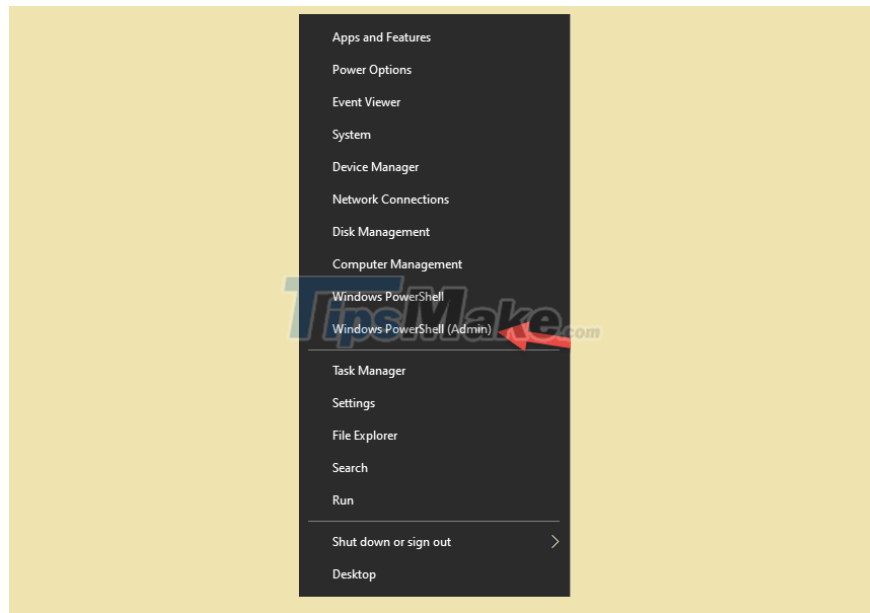 Apps and Features
Power Options
Event Viewer
System
Device Manager
Network Connections
Disk Management
Computer Management
Windows PowerShell
Windows PowerShell (Admin)
TipsMake.com
Task Manager
Settings
File Explorer
Search
Run
Shut down or sign out
Desktop